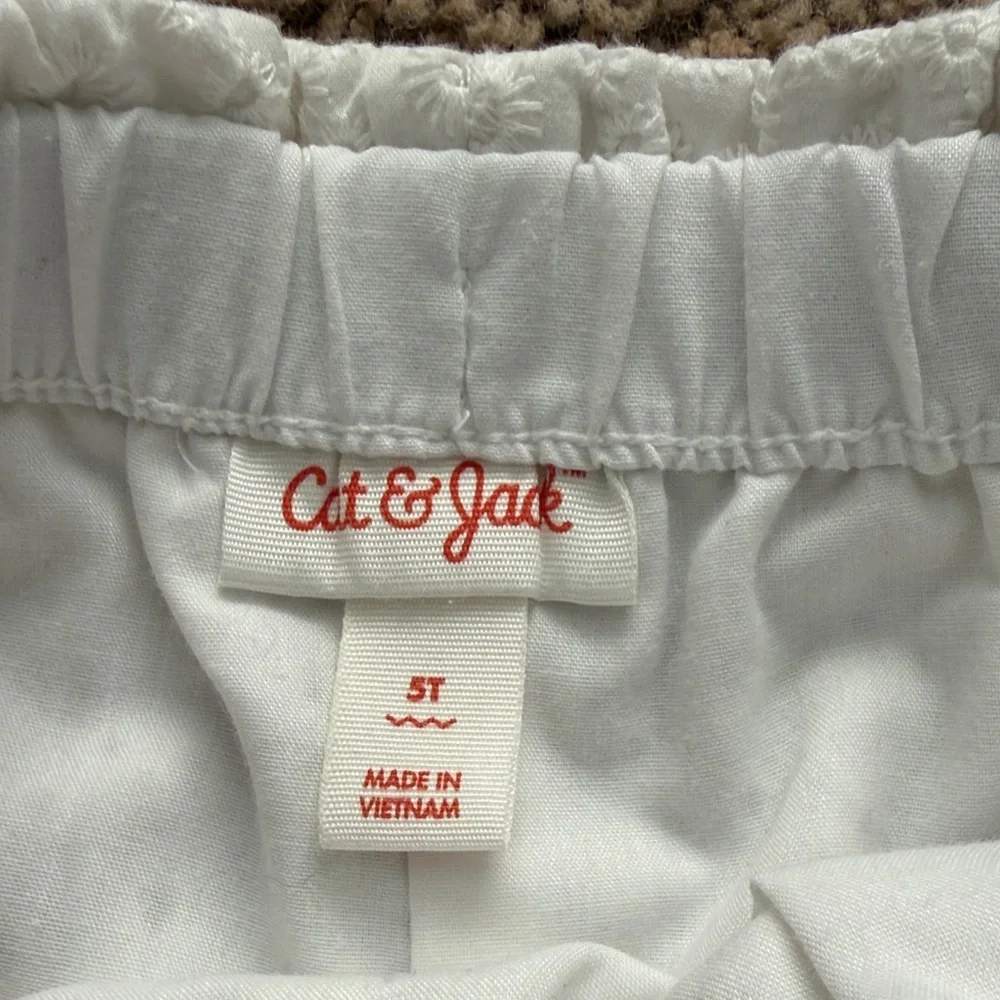 Cat & Jack™
5T
MADE IN
VIETNAM